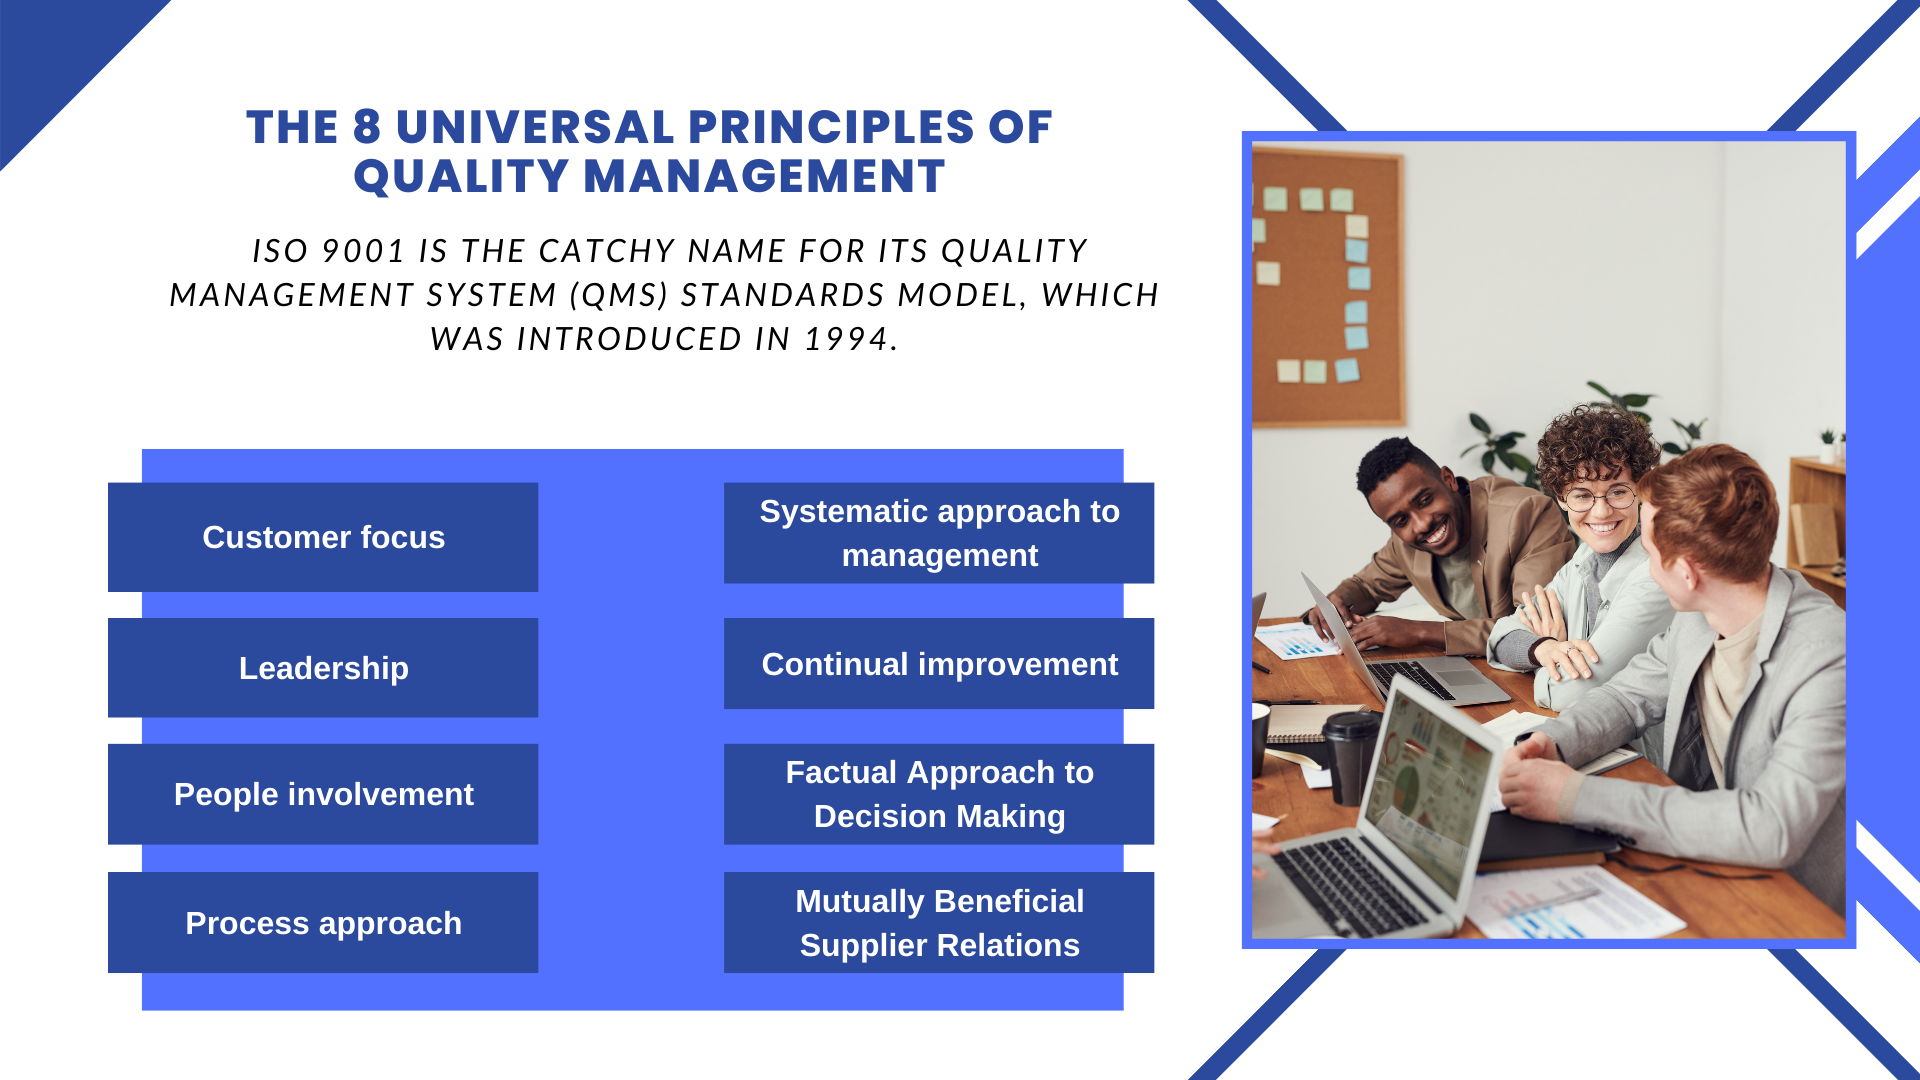 THE 8 UNIVERSAL PRINCIPLES OF
QUALITY MANAGEMENT
ISO 9001 IS THE CATCHY NAME FOR ITS QUALITY
MANAGEMENT SYSTEM (QMS) STANDARDS MODEL, WHICH
WAS INTRODUCED IN 1994.
Customer focus
Leadership
People involvement
Process approach
Systematic approach to
management
Continual improvement
Factual Approach to
Decision Making
Mutually Beneficial
Supplier Relations